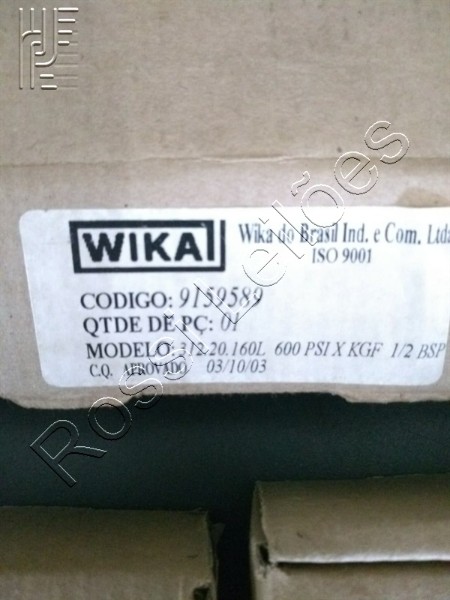 WIKA
Wika do Brasil Ind. e Com. Ltda
ISO 9001
CODIGO: 9159589
QTDE DE PÇ: 01
MODELO: 312.20.160L 600 PSI X KGF 1/2 BSP
C.Q. APROVADO 03/10/03
Rossi Leilões